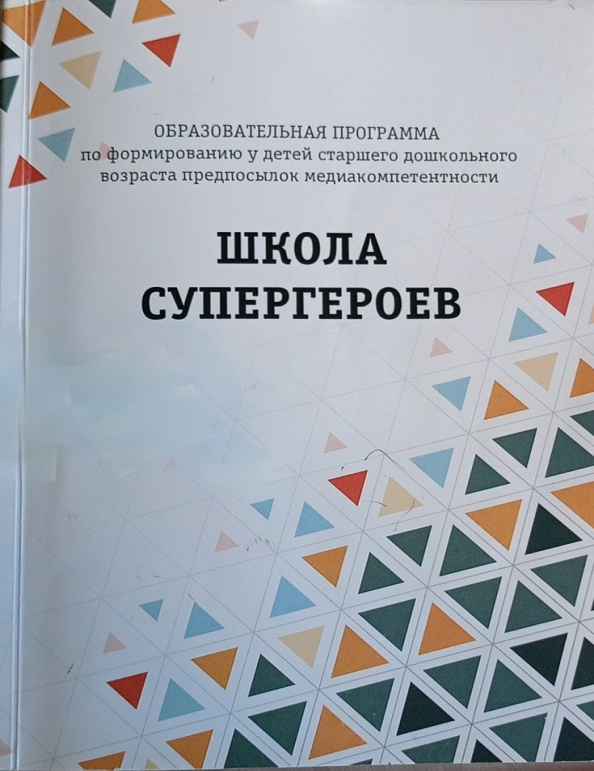 ОБРАЗОВАТЕЛЬНАЯ ПРОГРАММА
по формированию у детей старшего дошкольного
возраста предпосылок медиакомпетентности
ШКОЛА
СУПЕРГЕРОЕВ